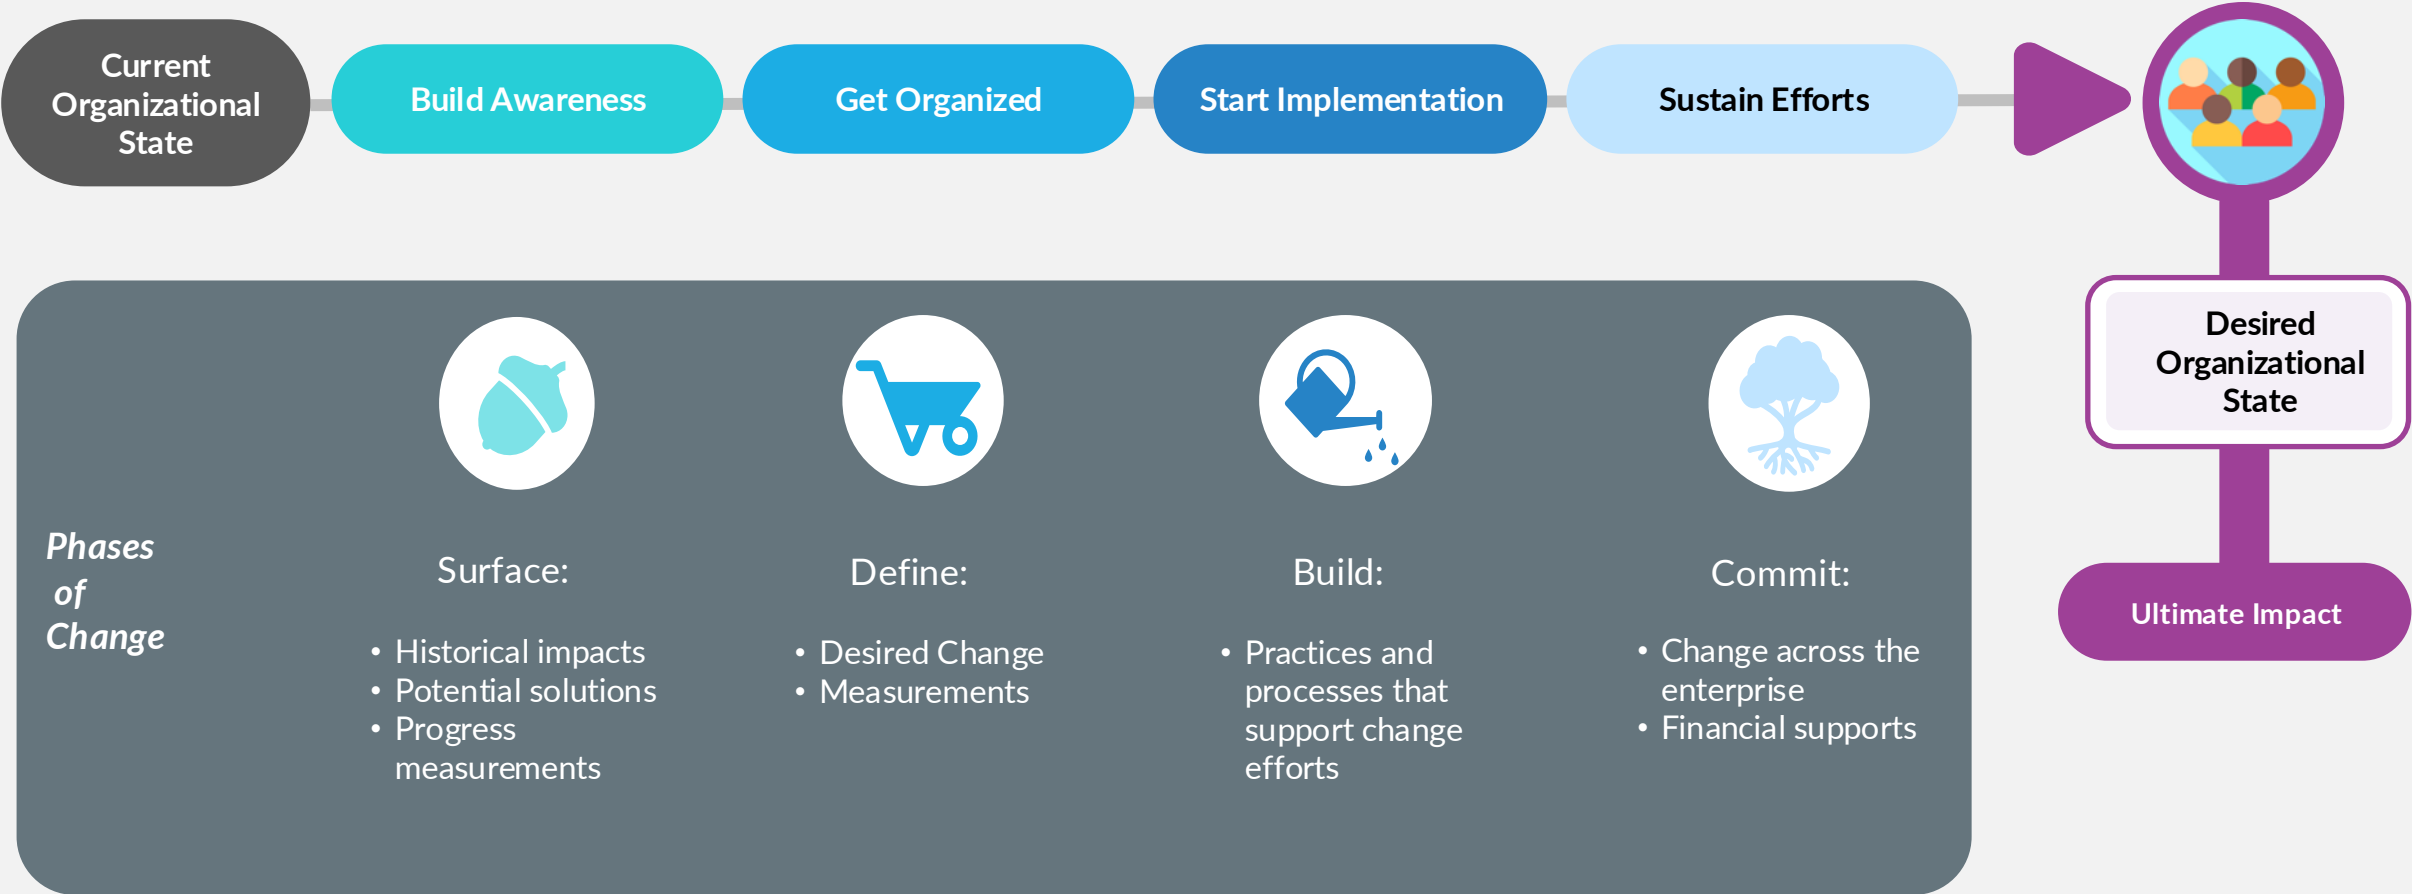 Current
Organizational
State
Build Awareness
Get Organized
Start Implementation
Sustain Efforts
Desired
Organizational
State
Ultimate Impact
Phases
of
Change
Surface:
• Historical impacts
• Potential solutions
• Progress
measurements
Define:
• Desired Change
• Measurements
Build:
• Practices and
processes that
support change
efforts
Commit:
• Change across the
enterprise
• Financial supports